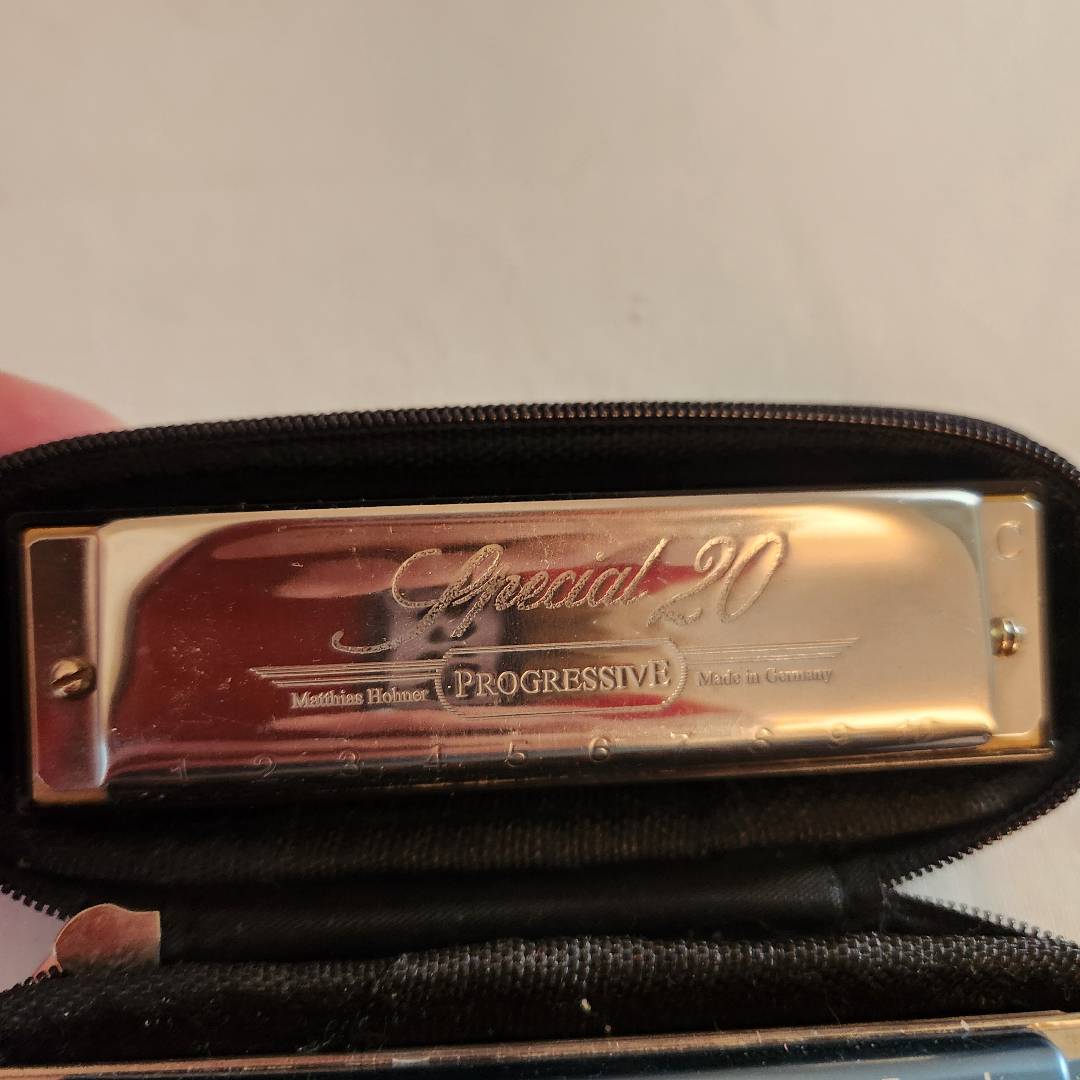 Special 20
C
Matthias Hohner PROGRESSIVE Made in Germany
1 2 3 4 5 6 7 8 9 10